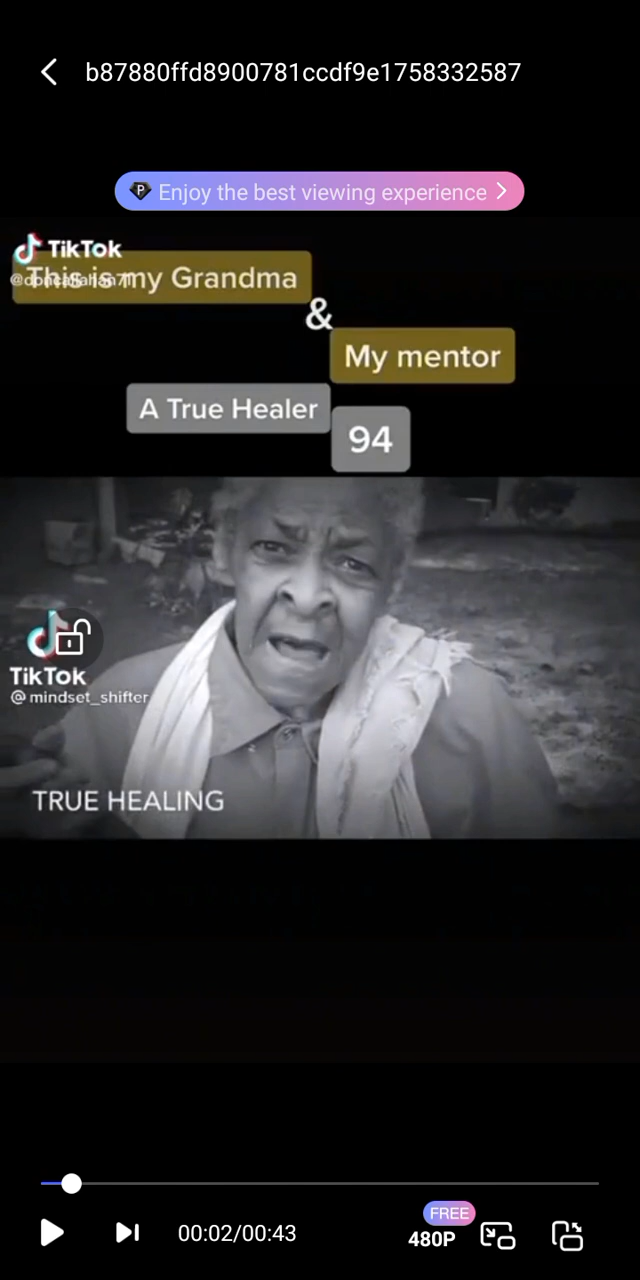 b87880ffd8900781ccdf9e1758332587
P Enjoy the best viewing experience
TikTok
This is my Grandma
&
My mentor
A True Healer
94
TikTok
@mindset_shifter
TRUE HEALING
00:02/00:43
FREE
480P